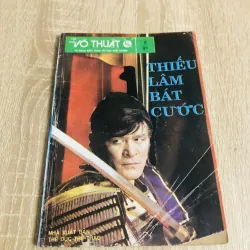 VÕ THUẬT
THIẾU
LÂM
BÁT
CƯỚC
NHÀ XUẤT BẢN
THỂ DỤC THỂ THAO